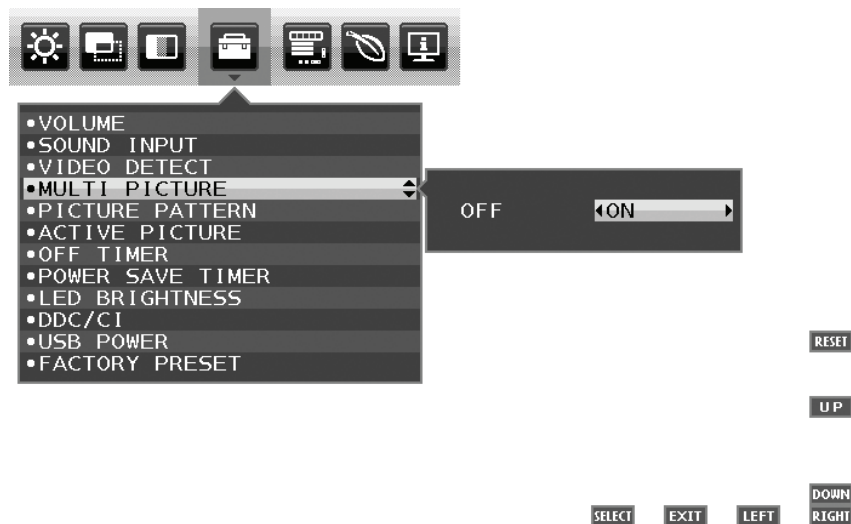 •VOLUME
•SOUND INPUT
•VIDEO DETECT
•MULTI PICTURE
•PICTURE PATTERN
•ACTIVE PICTURE
•OFF TIMER
•POWER SAVE TIMER
•LED BRIGHTNESS
•DDC/CI
•USB POWER
•FACTORY PRESET
OFF ON
RESET
UP
DOWN
SELECT EXIT LEFT RIGHT